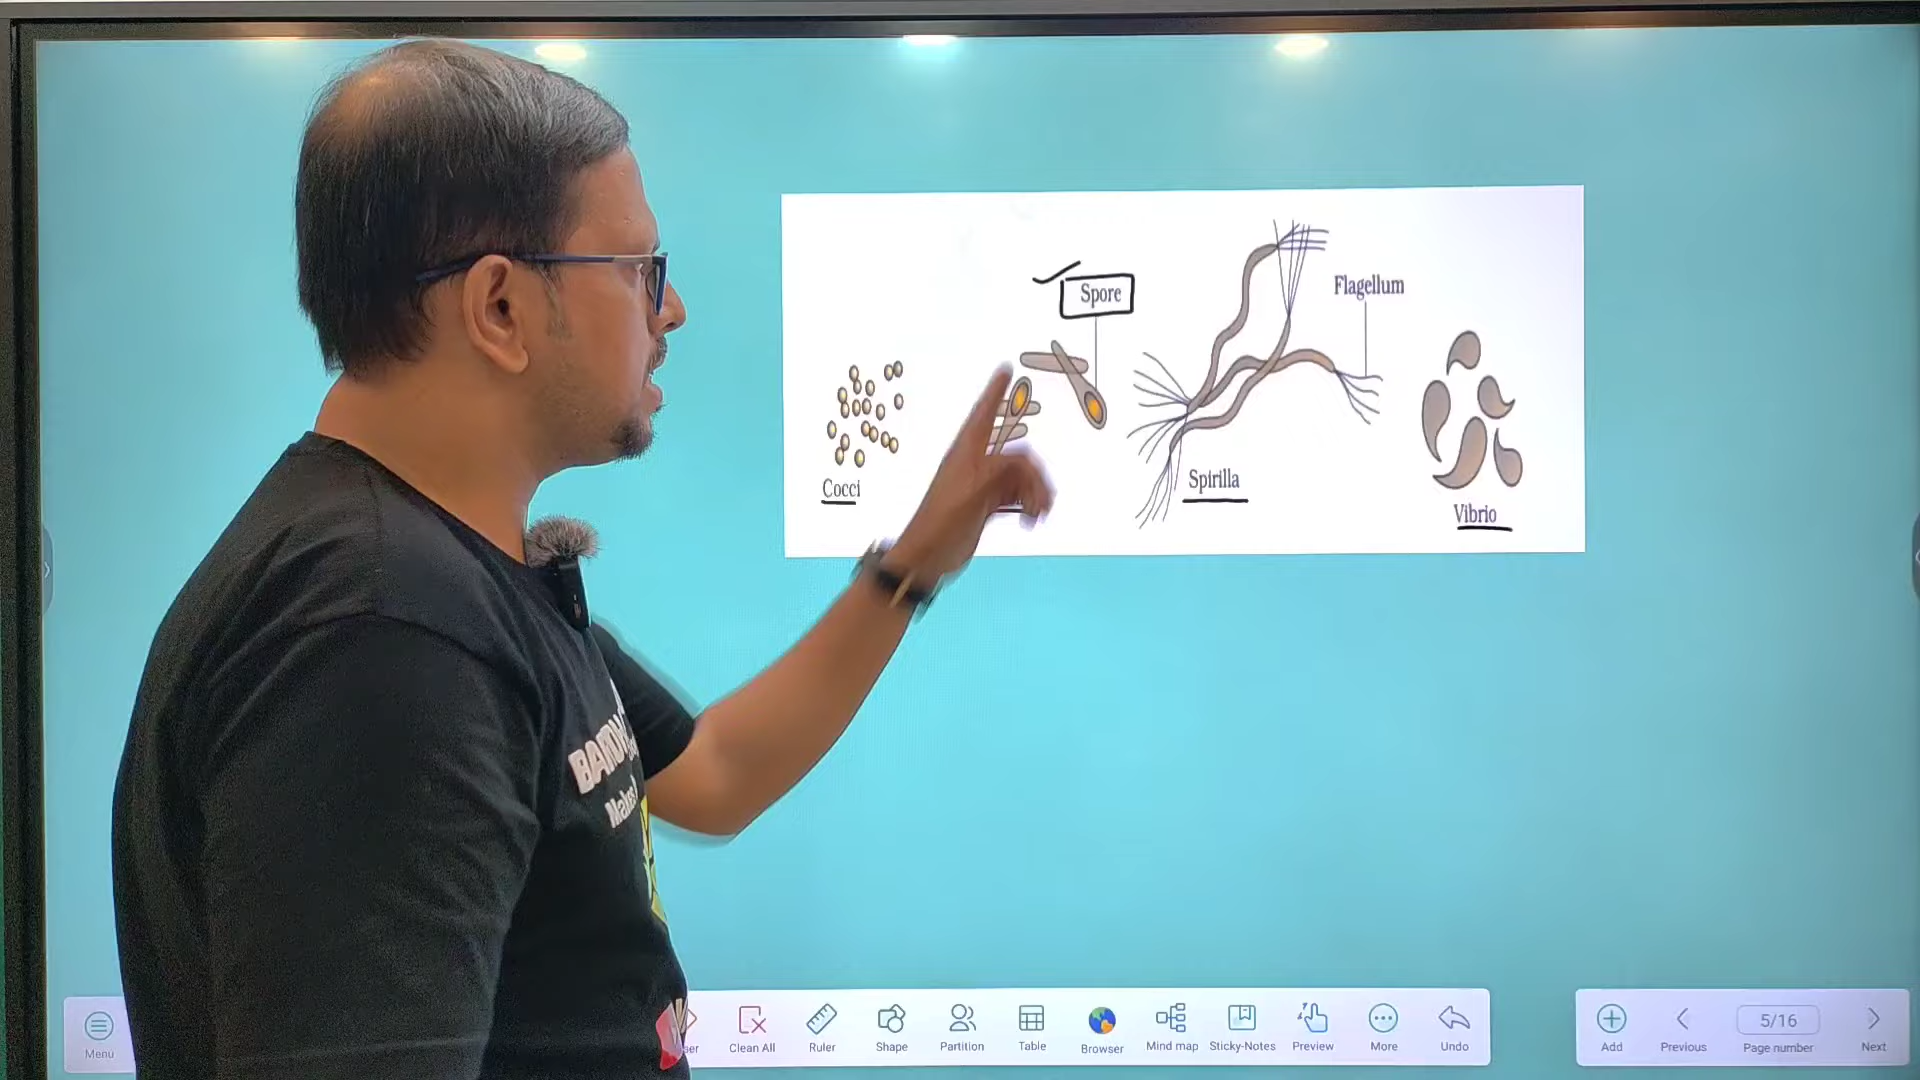 Spore
Flagellum
Cocci
Spirilla
Vibrio
Menu
Clean All
Ruler
Shape
Partition
Table
Browser
Mind map
Sticky-Notes
Preview
More
Undo
Add
Previous
5/16
Page number
Next